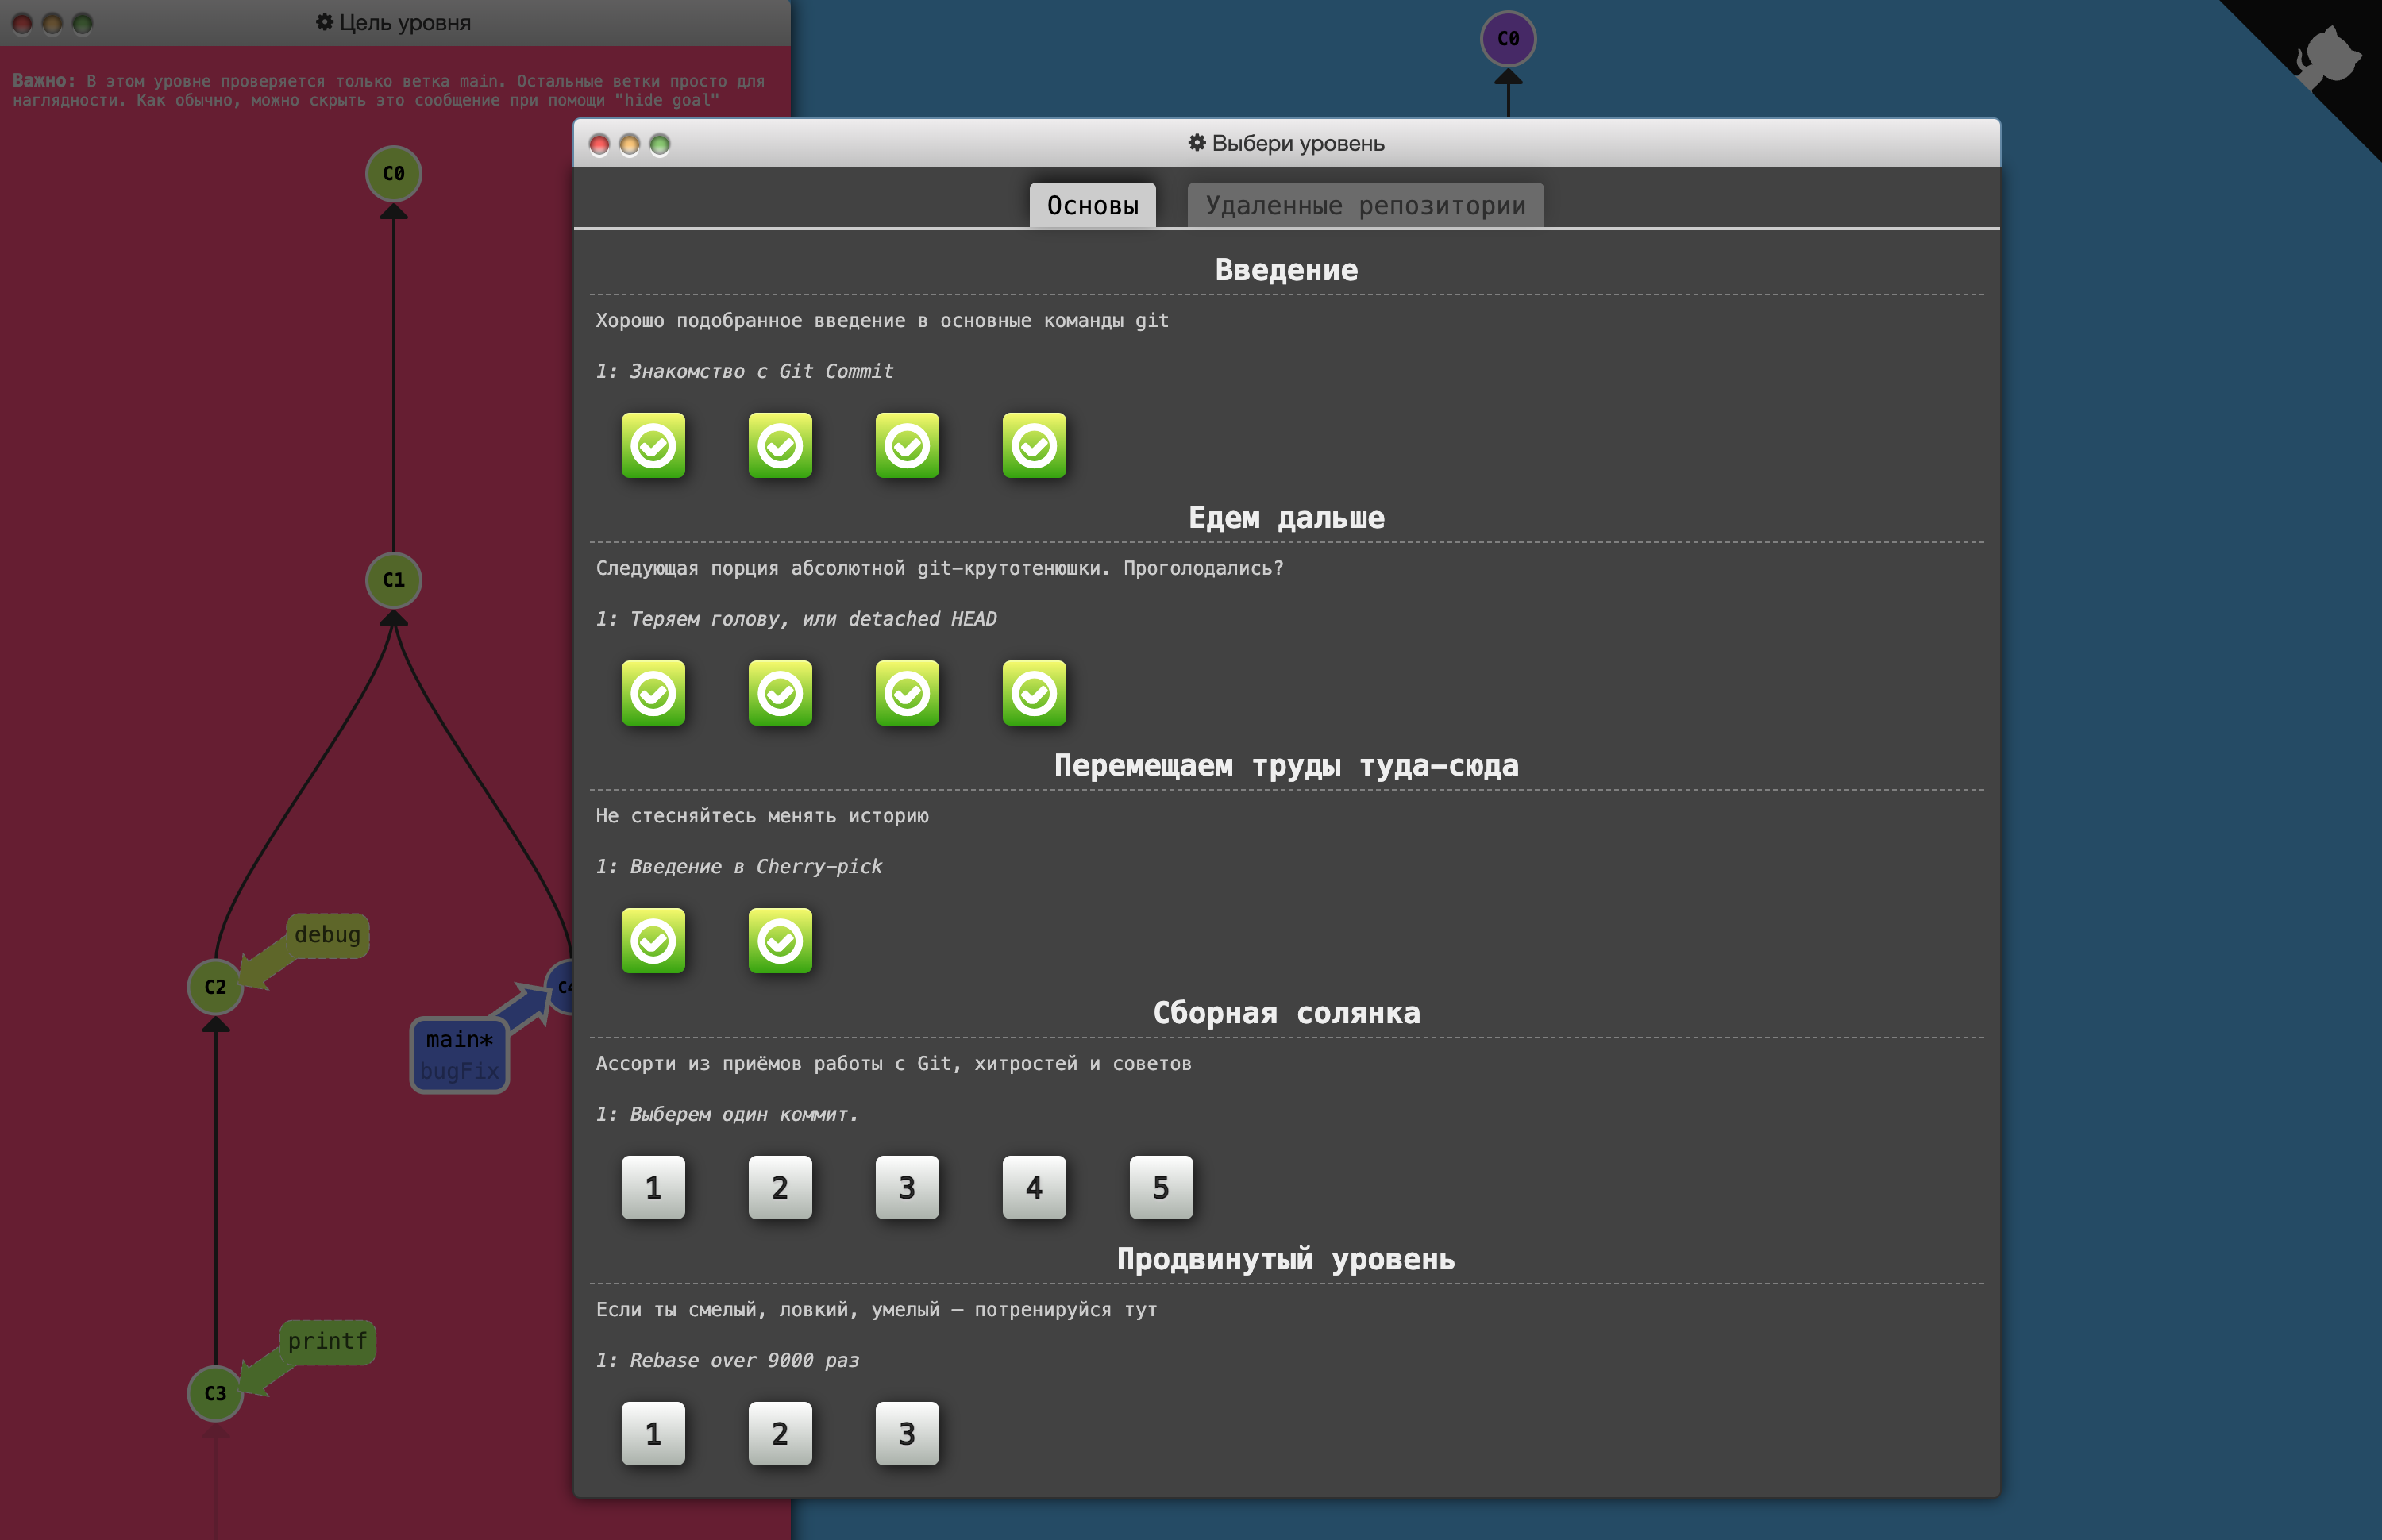 Цель уровня
Важно: В этом уровне проверяется только ветка main. Остальные ветки просто для
наглядности. Как обычно, можно скрыть это сообщение при помощи "hide goal"
C0
C1
debug
C2
main*
bugFix
printf
C3
C0
Выбери уровень
Основы
Удаленные репозитории
Введение
Хорошо подобранное введение в основные команды git
1: Знакомство с Git Commit
Едем дальше
Следующая порция абсолютной git-крутотенюшки. Проголодались?
1: Теряем голову, или detached HEAD
Перемещаем труды туда-сюда
Не стесняйтесь менять историю
1: Введение в Cherry-pick
Сборная солянка
Ассорти из приёмов работы с Git, хитростей и советов
1: Выберем один коммит.
1 2 3 4 5
Продвинутый уровень
Если ты смелый, ловкий, умелый – потренируйся тут
1: Rebase over 9000 раз
1 2 3